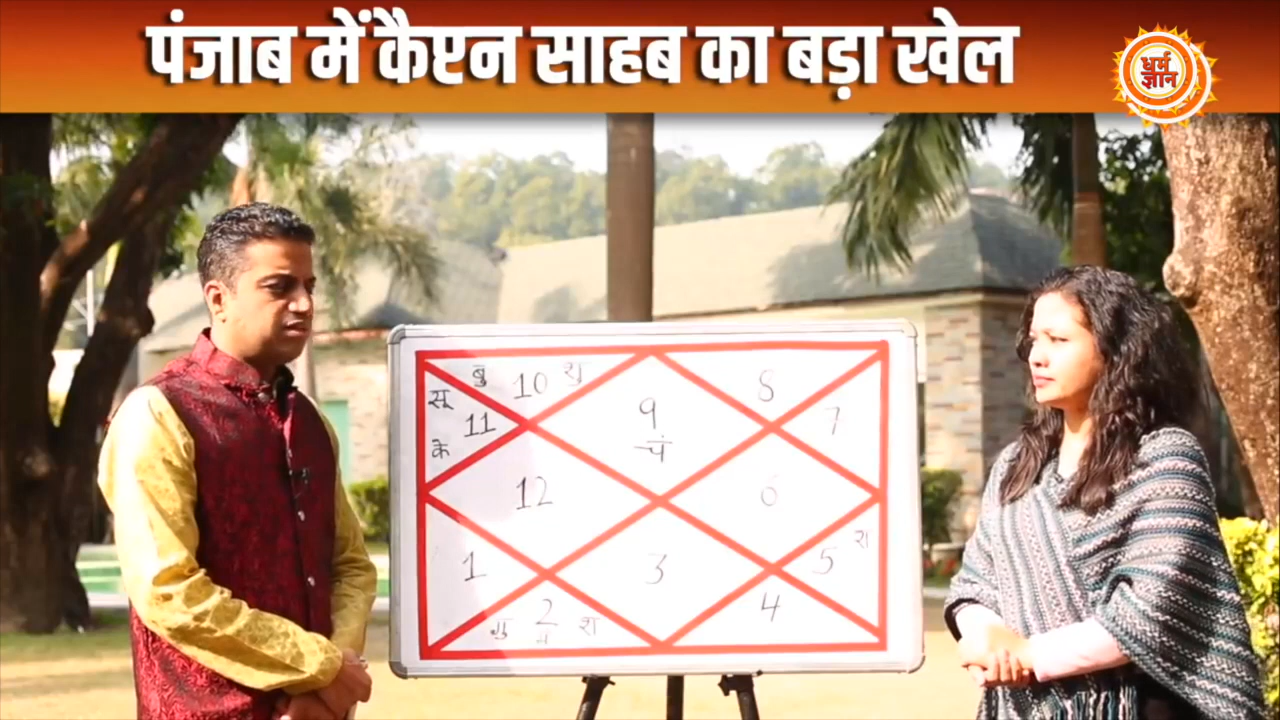 पंजाब में कैप्टन साहब का बड़ा खेल
धर्म
ज्ञान
बु 10 शु
सू
11
के
9
चं
8
7
12
6
1
3
5 रा
गु 2 श
4